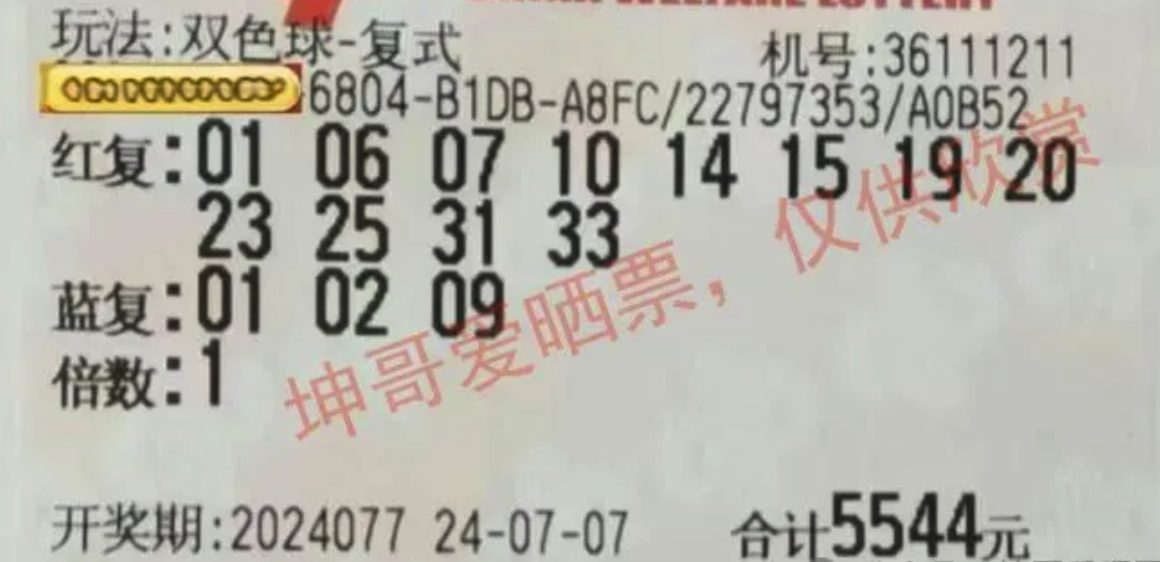 玩法:双色球-复式
机号:36111211
6804-B1DB-A8FC/22797353/A0B52
红复:01 06 07 10 14 15 19 20
23 25 31 33
蓝复:01 02 09
倍数:1
坤哥爱晒票，仅供欣赏
开奖期:2024077 24-07-07 合计5544元